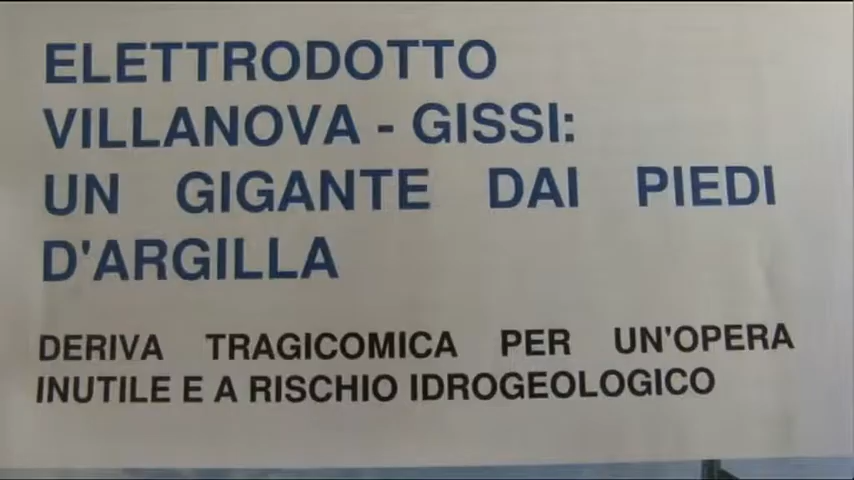 ELETTRODOTTO
VILLANOVA - GISSI:
UN GIGANTE DAI PIEDI
D'ARGILLA
DERIVA TRAGICOMICA PER UN'OPERA
INUTILE E A RISCHIO IDROGEOLOGICO